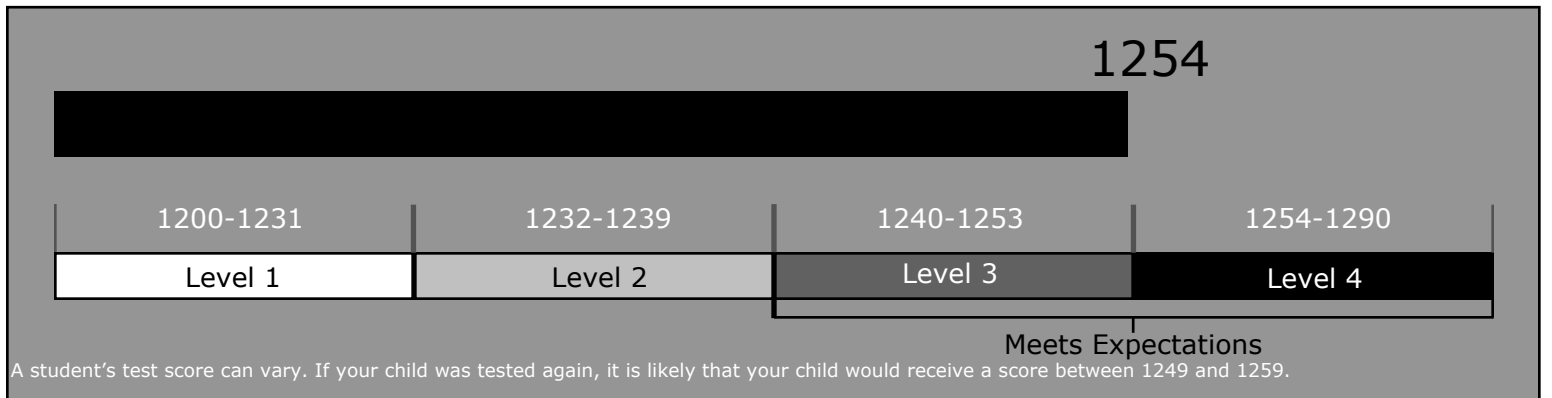 1254
1200-1231 1232-1239 1240-1253 1254-1290
Level 1 Level 2 Level 3 Level 4
Meets Expectations
A student’s test score can vary. If your child was tested again, it is likely that your child would receive a score between 1249 and 1259.